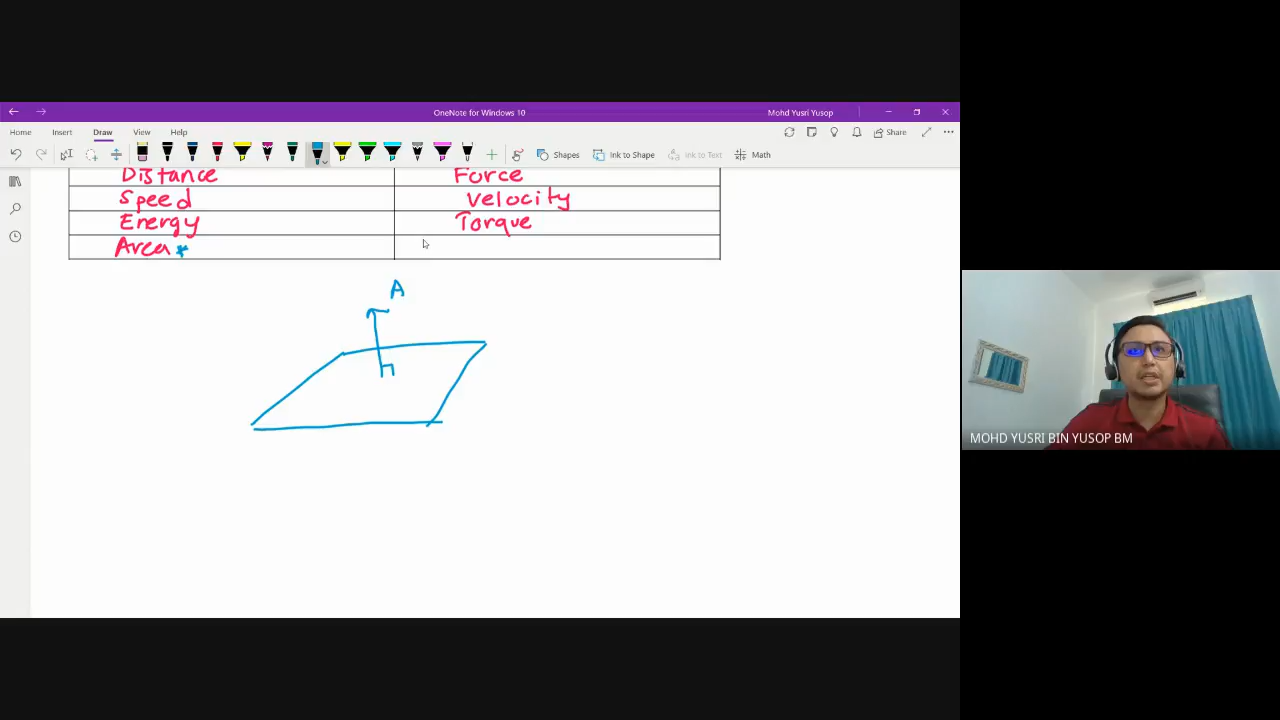 OneNote for Windows 10
Mohd Yusri Yusop
Home Insert Draw View Help
Share
Shapes Ink to Shape Ink to Text Math
Distance Force
Speed Velocity
Energy Torque
Area*
A
MOHD YUSRI BIN YUSOP BM